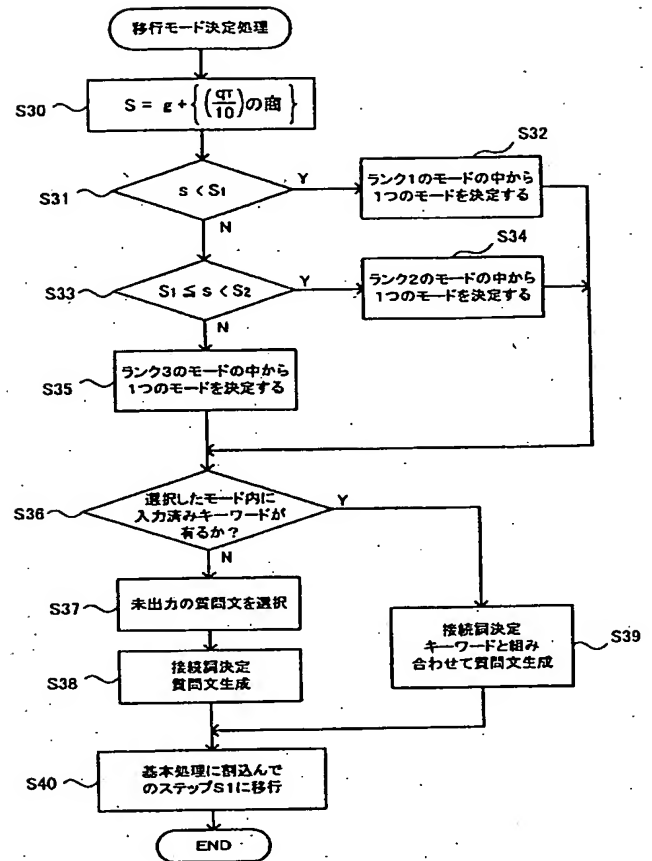 移行モード決定処理
S30
S = g + { (qT/10)の商 }
S31
s < S1
Y
N
S32
ランク1のモードの中から
1つのモードを決定する
S33
S1 ≦ s < S2
Y
N
S34
ランク2のモードの中から
1つのモードを決定する
S35
ランク3のモードの中から
1つのモードを決定する
S36
選択したモード内に
入力済みキーワードが
有るか?
Y
N
S37
未出力の質問文を選択
S38
接続詞決定
質問文生成
S39
接続詞決定
キーワードと組み
合わせて質問文生成
S40
基本処理に割込んで
のステップS1に移行
END